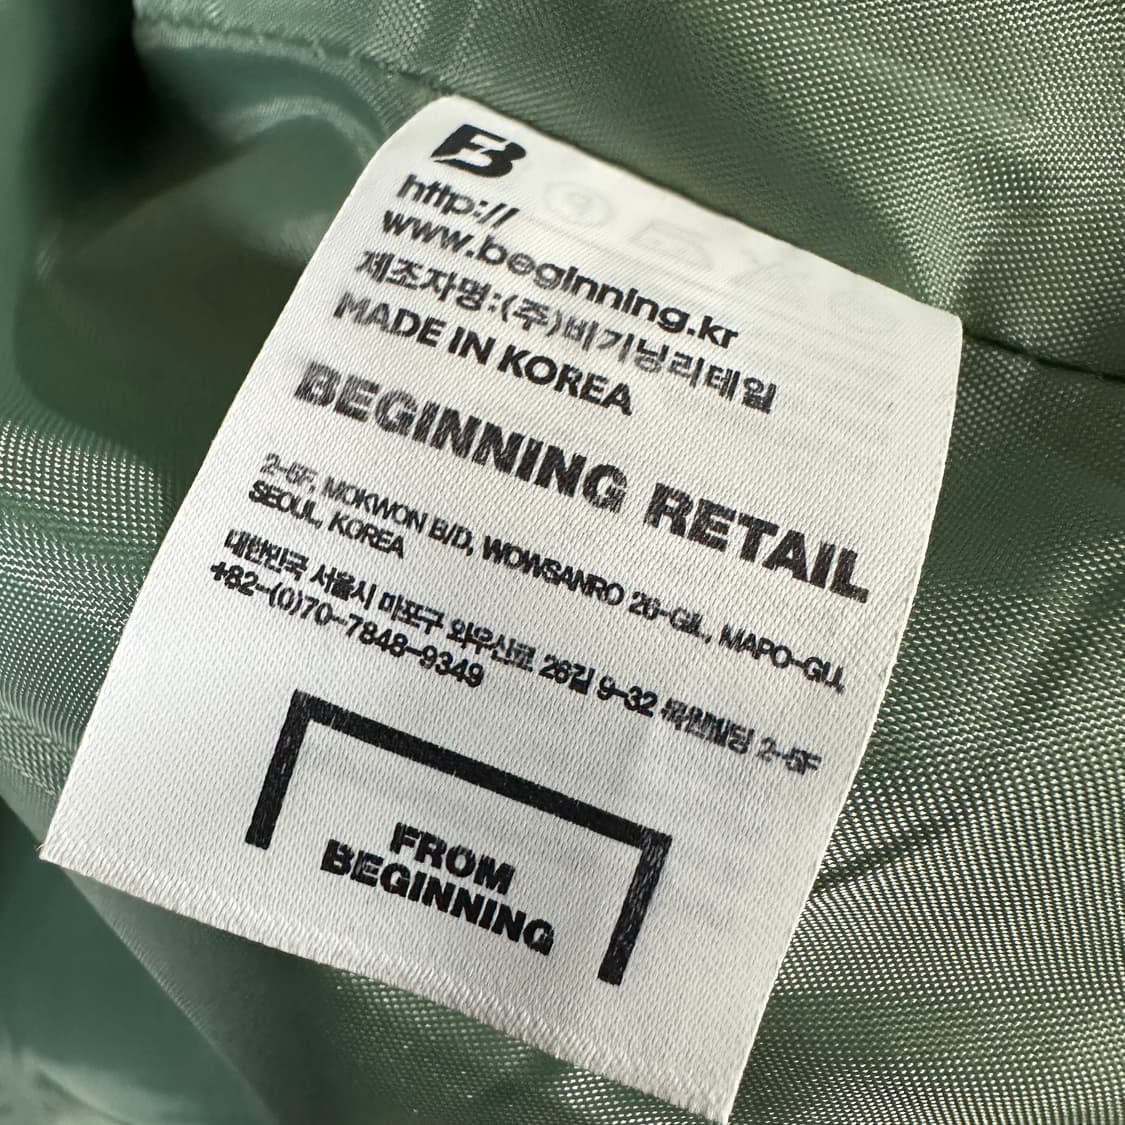 B
http://
www.beginning.kr
제조자명:(주)비기닝리테일
MADE IN KOREA
BEGINNING RETAIL
2-5F, MOKWON B/D, WOWSANRO 26-GIL, MAPO-GU,
SEOUL, KOREA
대한민국 서울시 마포구 와우산로 26길 9-32 목원빌딩 2-5F
+82-(0)70-7848-9349
FROM
BEGINNING